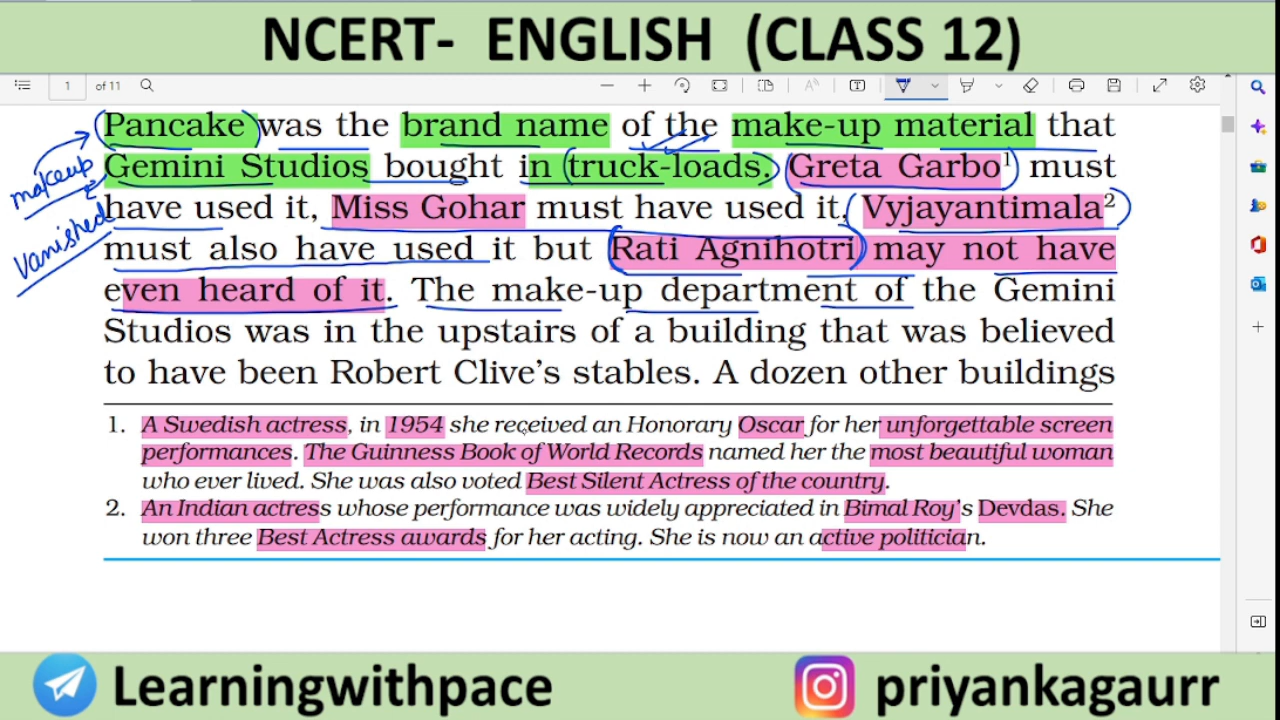 NCERT- ENGLISH (CLASS 12)
1 of 11
Pancake was the brand name of the make-up material that
makeup
Gemini Studios bought in truck-loads. Greta Garbo¹ must
have used it, Miss Gohar must have used it, Vyjayantimala²
vanished
must also have used it but Rati Agnihotri may not have
even heard of it. The make-up department of the Gemini
Studios was in the upstairs of a building that was believed
to have been Robert Clive's stables. A dozen other buildings
1. A Swedish actress, in 1954 she received an Honorary Oscar for her unforgettable screen
performances. The Guinness Book of World Records named her the most beautiful woman
who ever lived. She was also voted Best Silent Actress of the country.
2. An Indian actress whose performance was widely appreciated in Bimal Roy's Devdas. She
won three Best Actress awards for her acting. She is now an active politician.
Learningwithpace
priyankagaurr